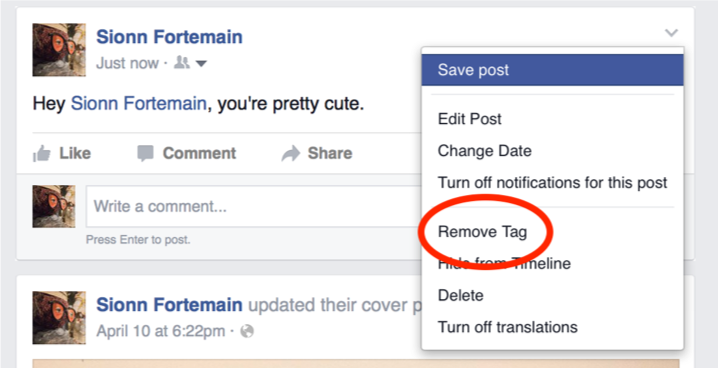 Sionn Fortemain
Just now ·
Hey Sionn Fortemain, you're pretty cute.
Like Comment Share
Write a comment...
Press Enter to post.
Save post
Edit Post
Change Date
Turn off notifications for this post
Remove Tag
Hide from Timeline
Delete
Turn off translations
Sionn Fortemain updated their cover p
April 10 at 6:22pm ·